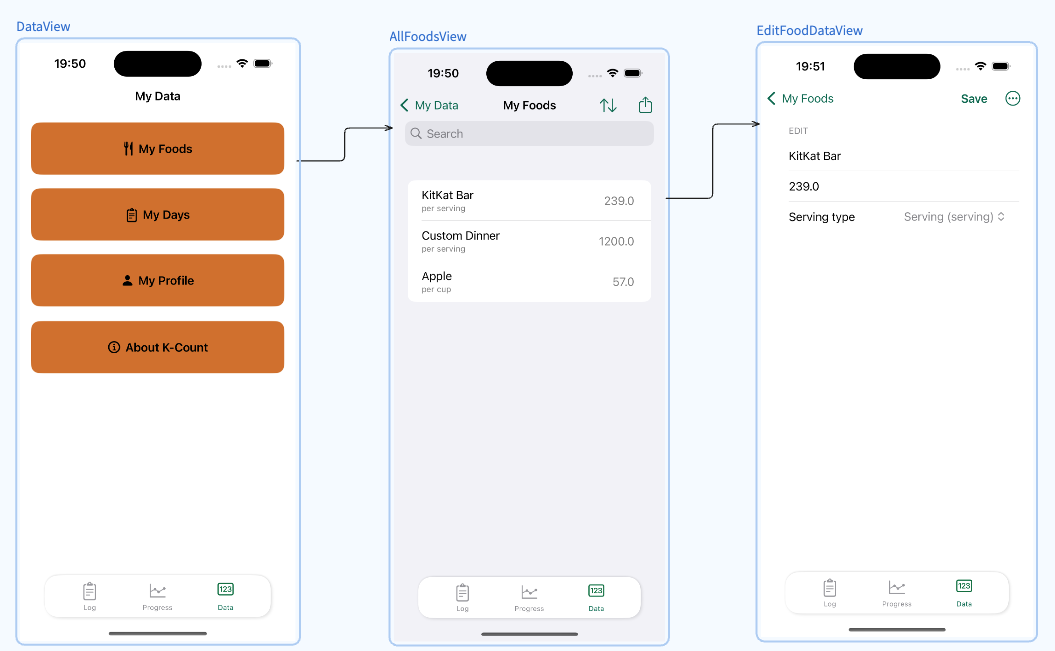 DataView
19:50
My Data
My Foods
My Days
My Profile
About K-Count
Log
Progress
123
Data
AllFoodsView
19:50
My Data
My Foods
Search
KitKat Bar
239.0
per serving
Custom Dinner
1200.0
per serving
Apple
57.0
per cup
Log
Progress
123
Data
EditFoodDataView
19:51
My Foods
Save
EDIT
KitKat Bar
239.0
Serving type
Serving (serving)
Log
Progress
123
Data